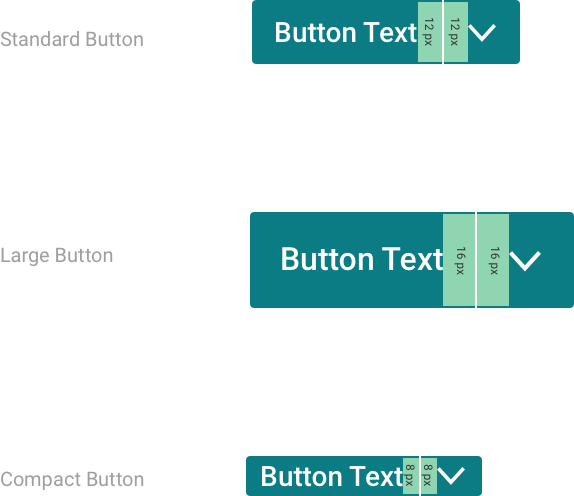 Standard Button
Button Text
12 px
12 px
Large Button
Button Text
16 px
16 px
Compact Button
Button Text
8 px
8 px